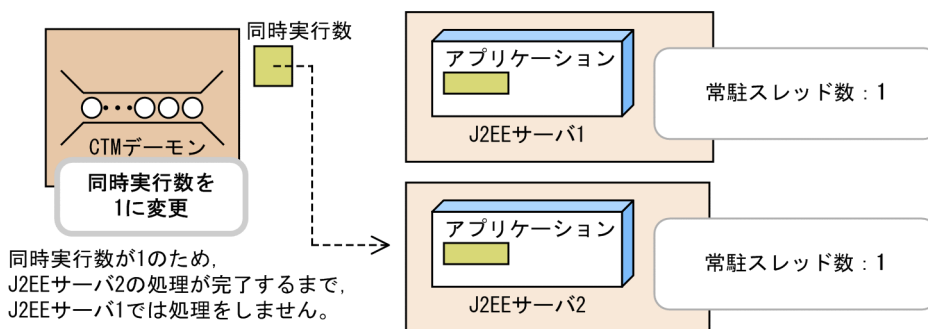 同時実行数
CTMデーモン
同時実行数を
1に変更
同時実行数が1のため,
J2EEサーバ2の処理が完了するまで,
J2EEサーバ1では処理をしません。
アプリケーション
J2EEサーバ1
常駐スレッド数：1
アプリケーション
J2EEサーバ2
常駐スレッド数：1